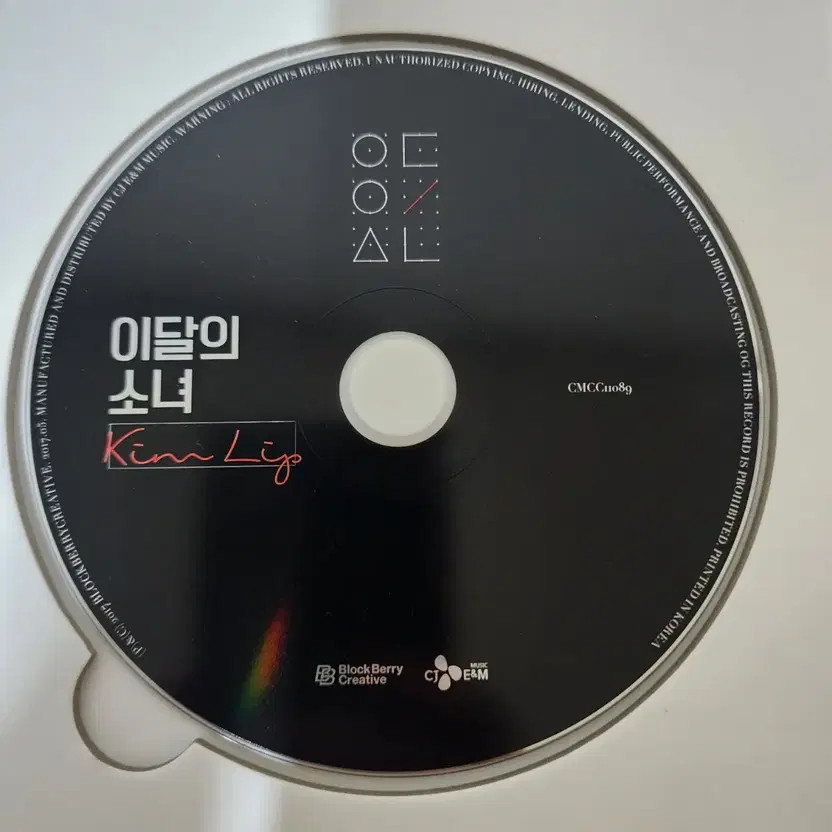 ㅇㄷ
ㅇ/
ㅅㄴ
이달의
소녀
Kim Lip
CMCC11089
BlockBerry
Creative
CJ E&M
MUSIC
(P)&(C) 2017 BLOCKBERRYCREATIVE. 2017.05. MANUFACTURED AND DISTRIBUTED BY CJ E&M MUSIC. WARNING : ALL RIGHTS RESERVED. UNAUTHORIZED COPYING, HIRING, LENDING, PUBLIC PERFORMANCE AND BROADCASTING OG THIS RECORD IS PROHIBITED. PRINTED IN KOREA